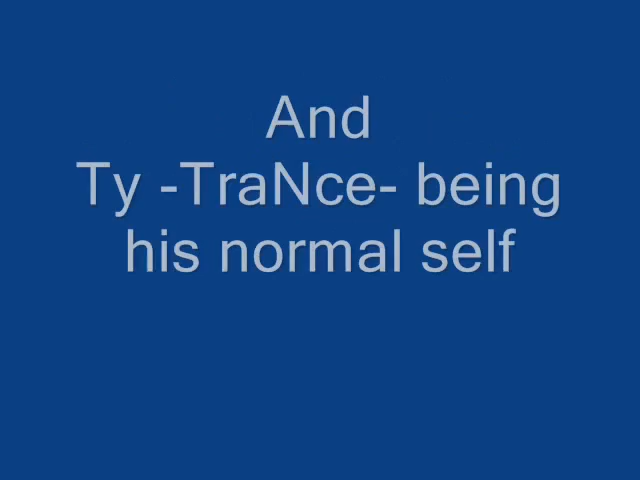 And
Ty -TraNce- being
his normal self